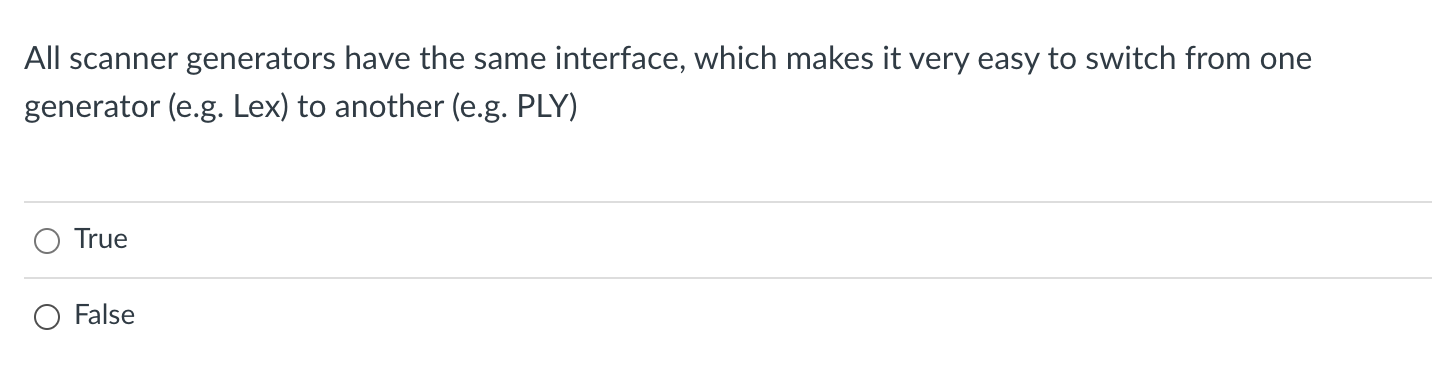 All scanner generators have the same interface, which makes it very easy to switch from one
generator (e.g. Lex) to another (e.g. PLY)
True
False